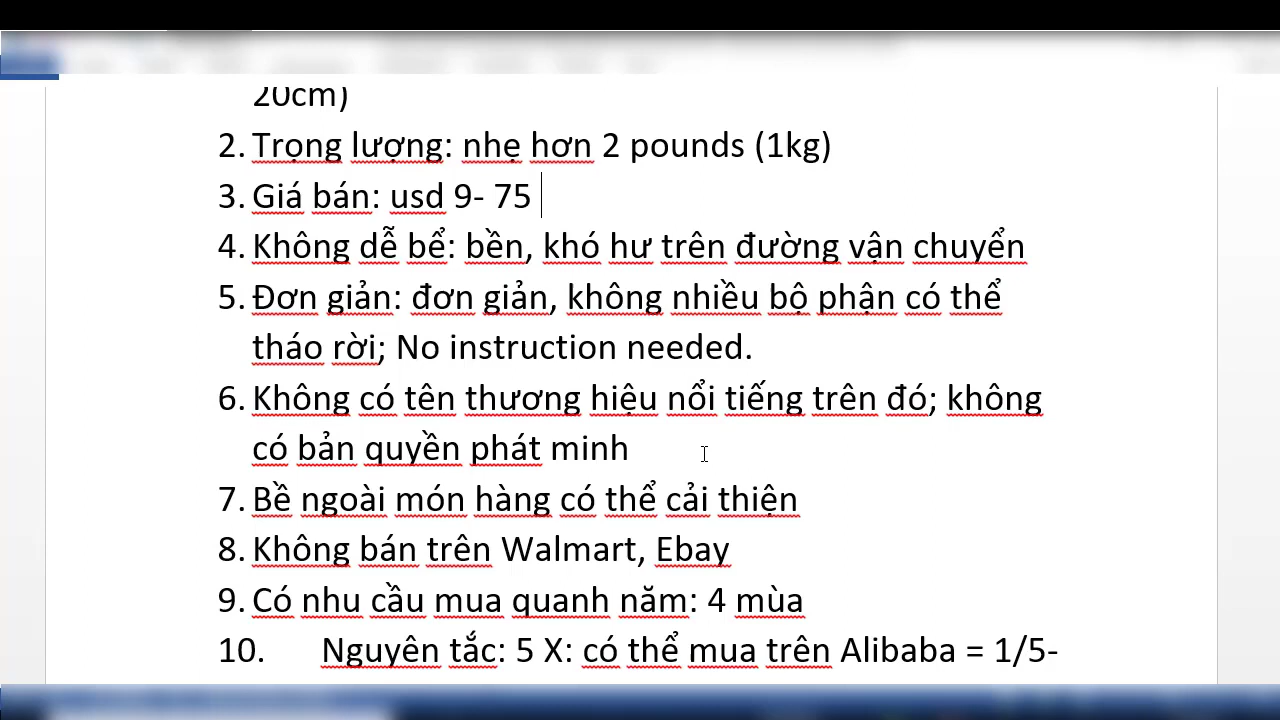 20cm)
2. Trọng lượng: nhẹ hơn 2 pounds (1kg)
3. Giá bán: usd 9- 75
4. Không dễ bể: bền, khó hư trên đường vận chuyển
5. Đơn giản: đơn giản, không nhiều bộ phận có thể
tháo rời; No instruction needed.
6. Không có tên thương hiệu nổi tiếng trên đó; không
có bản quyền phát minh
7. Bề ngoài món hàng có thể cải thiện
8. Không bán trên Walmart, Ebay
9. Có nhu cầu mua quanh năm: 4 mùa
10. Nguyên tắc: 5 X: có thể mua trên Alibaba = 1/5-